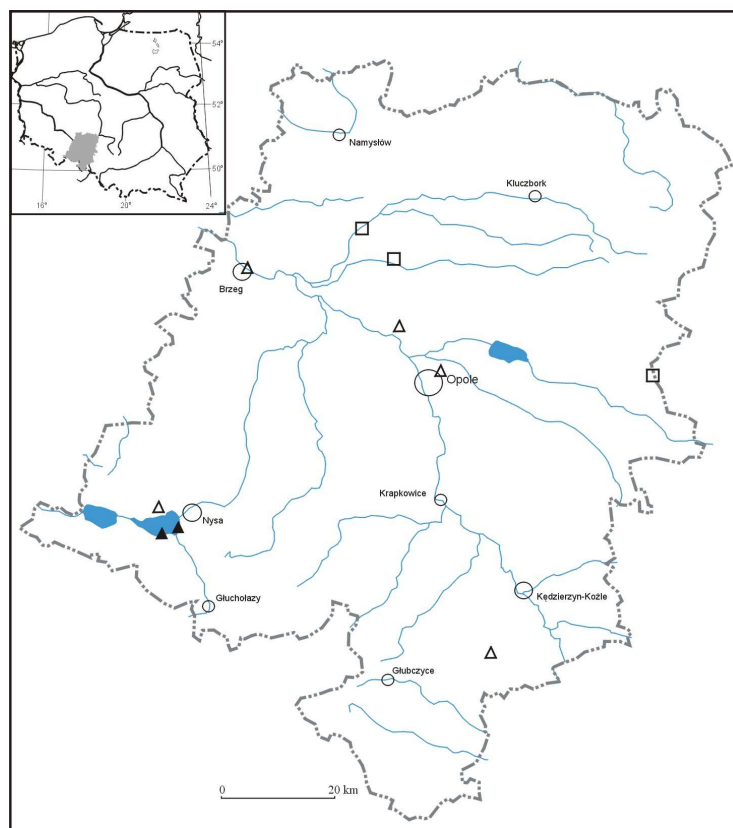 54°
52°
50°
16°
20°
24°
Namysłów
Kluczbork
Brzeg
Opole
Krapkowice
Nysa
Kędzierzyn-Koźle
Głuchołazy
Głubczyce
0
20 km